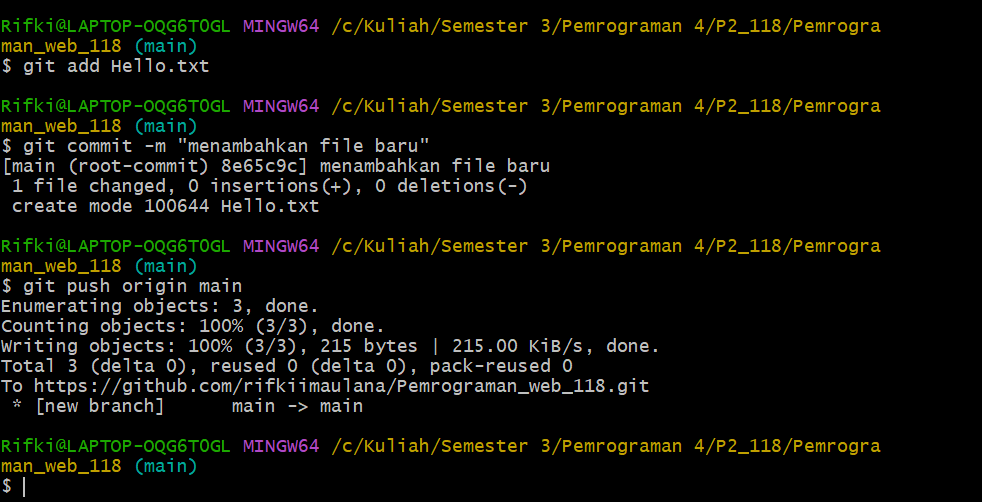 Rifki@LAPTOP-OQG6T0GL MINGW64 /c/Kuliah/Semester 3/Pemrograman 4/P2_118/Pemrogra
man_web_118 (main)
$ git add Hello.txt
Rifki@LAPTOP-OQG6T0GL MINGW64 /c/Kuliah/Semester 3/Pemrograman 4/P2_118/Pemrogra
man_web_118 (main)
$ git commit -m "menambahkan file baru"
[main (root-commit) 8e65c9c] menambahkan file baru
 1 file changed, 0 insertions(+), 0 deletions(-)
 create mode 100644 Hello.txt
Rifki@LAPTOP-OQG6T0GL MINGW64 /c/Kuliah/Semester 3/Pemrograman 4/P2_118/Pemrogra
man_web_118 (main)
$ git push origin main
Enumerating objects: 3, done.
Counting objects: 100% (3/3), done.
Writing objects: 100% (3/3), 215 bytes | 215.00 KiB/s, done.
Total 3 (delta 0), reused 0 (delta 0), pack-reused 0
To https://github.com/rifkiimaulana/Pemrograman_web_118.git
 * [new branch]      main -> main
Rifki@LAPTOP-OQG6T0GL MINGW64 /c/Kuliah/Semester 3/Pemrograman 4/P2_118/Pemrogra
man_web_118 (main)
$